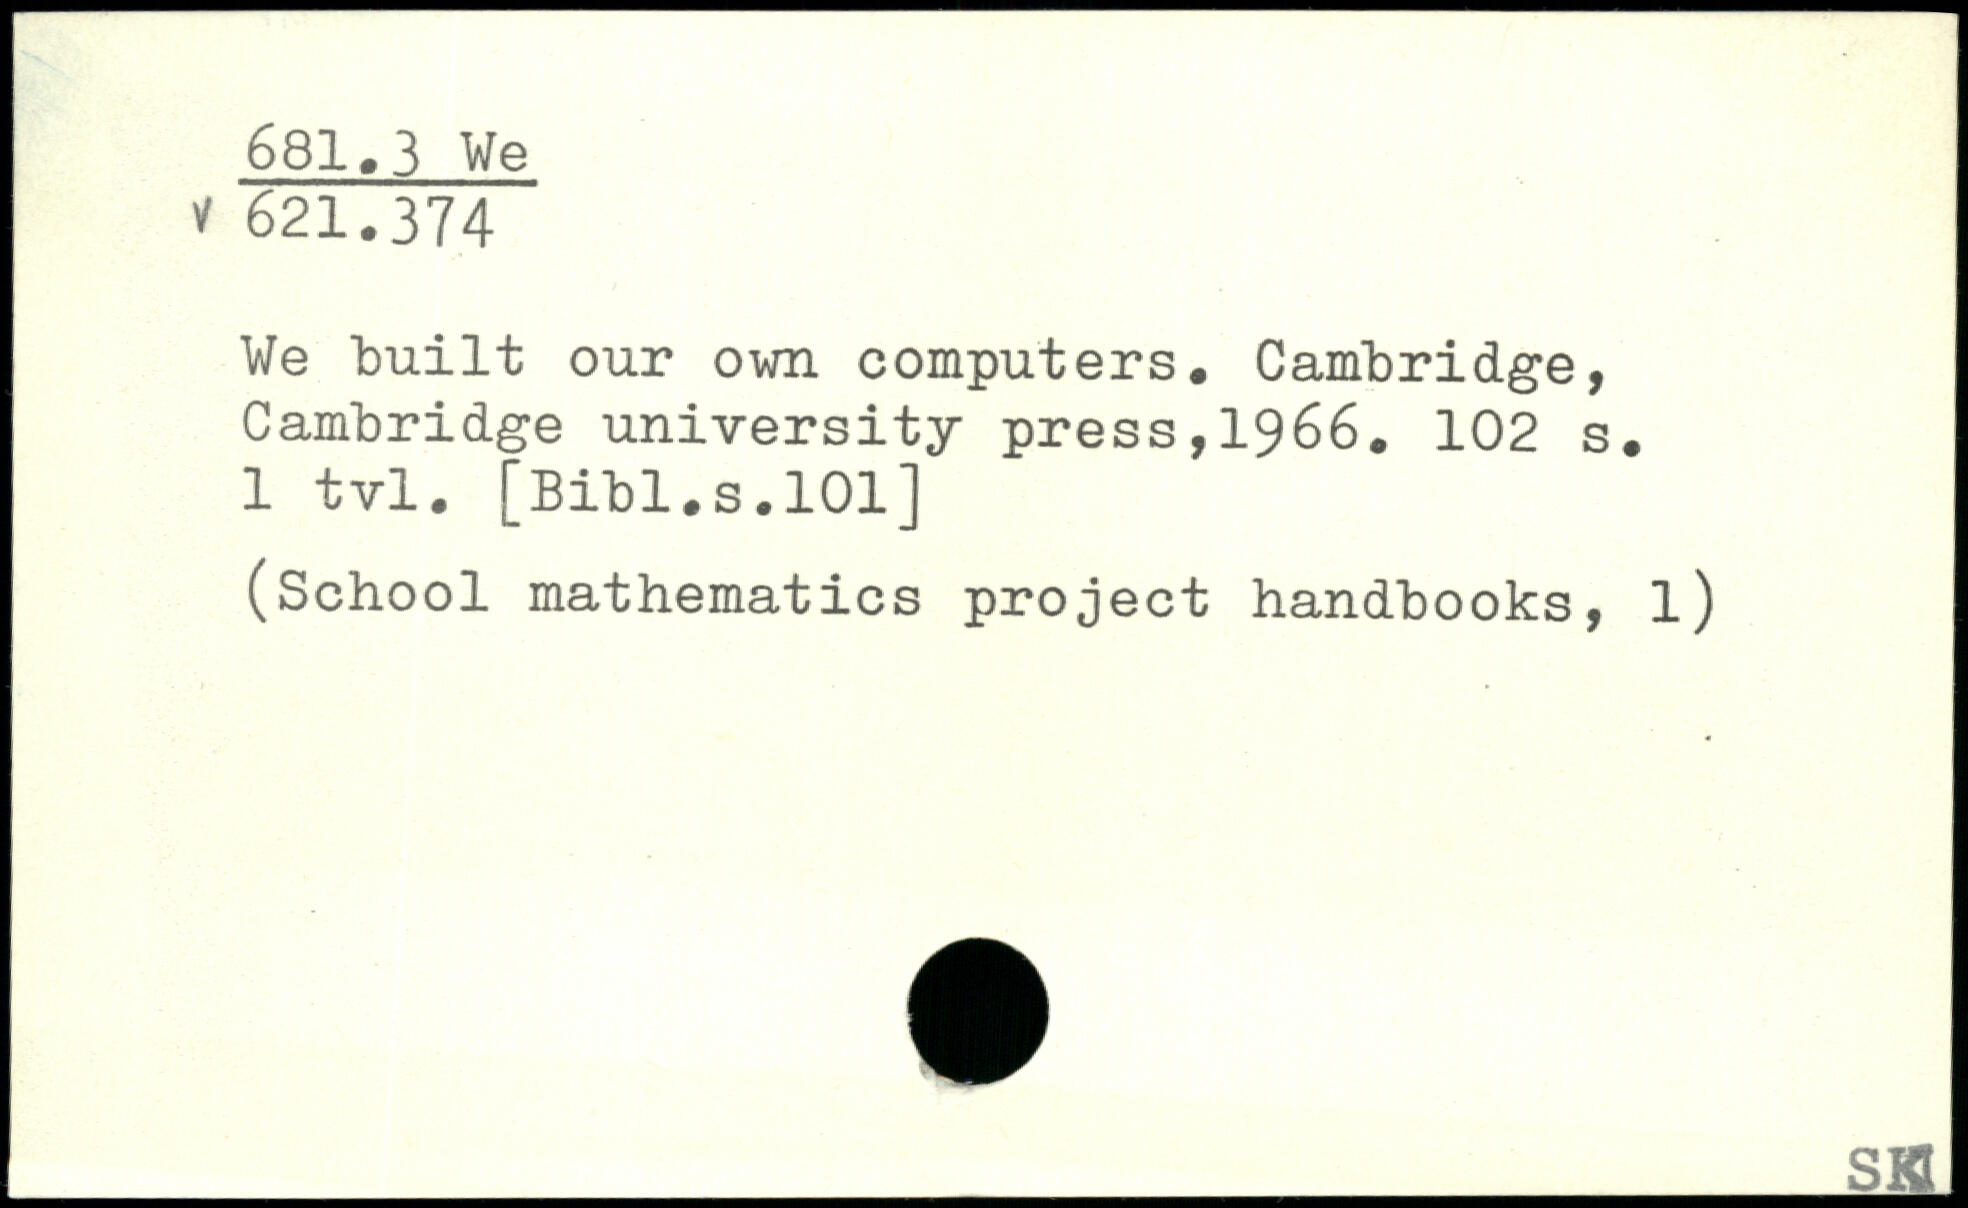 681.3 We
v 621.374
We built our own computers. Cambridge,
Cambridge university press,1966. 102 s.
1 tvl. [Bibl.s.101]
(School mathematics project handbooks, 1)